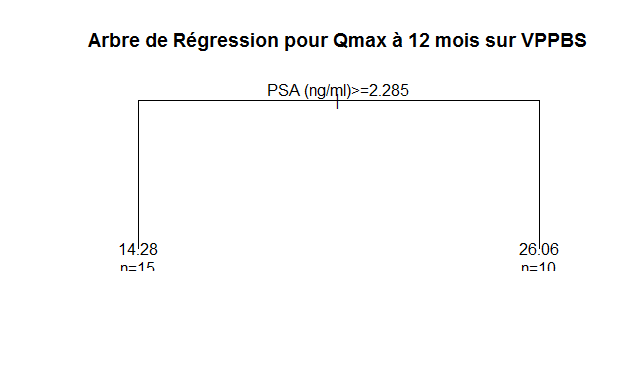 Arbre de Régression pour Qmax à 12 mois sur VPPBS
PSA (ng/ml)>=2.285
14.28
26.06
n=15
n=10